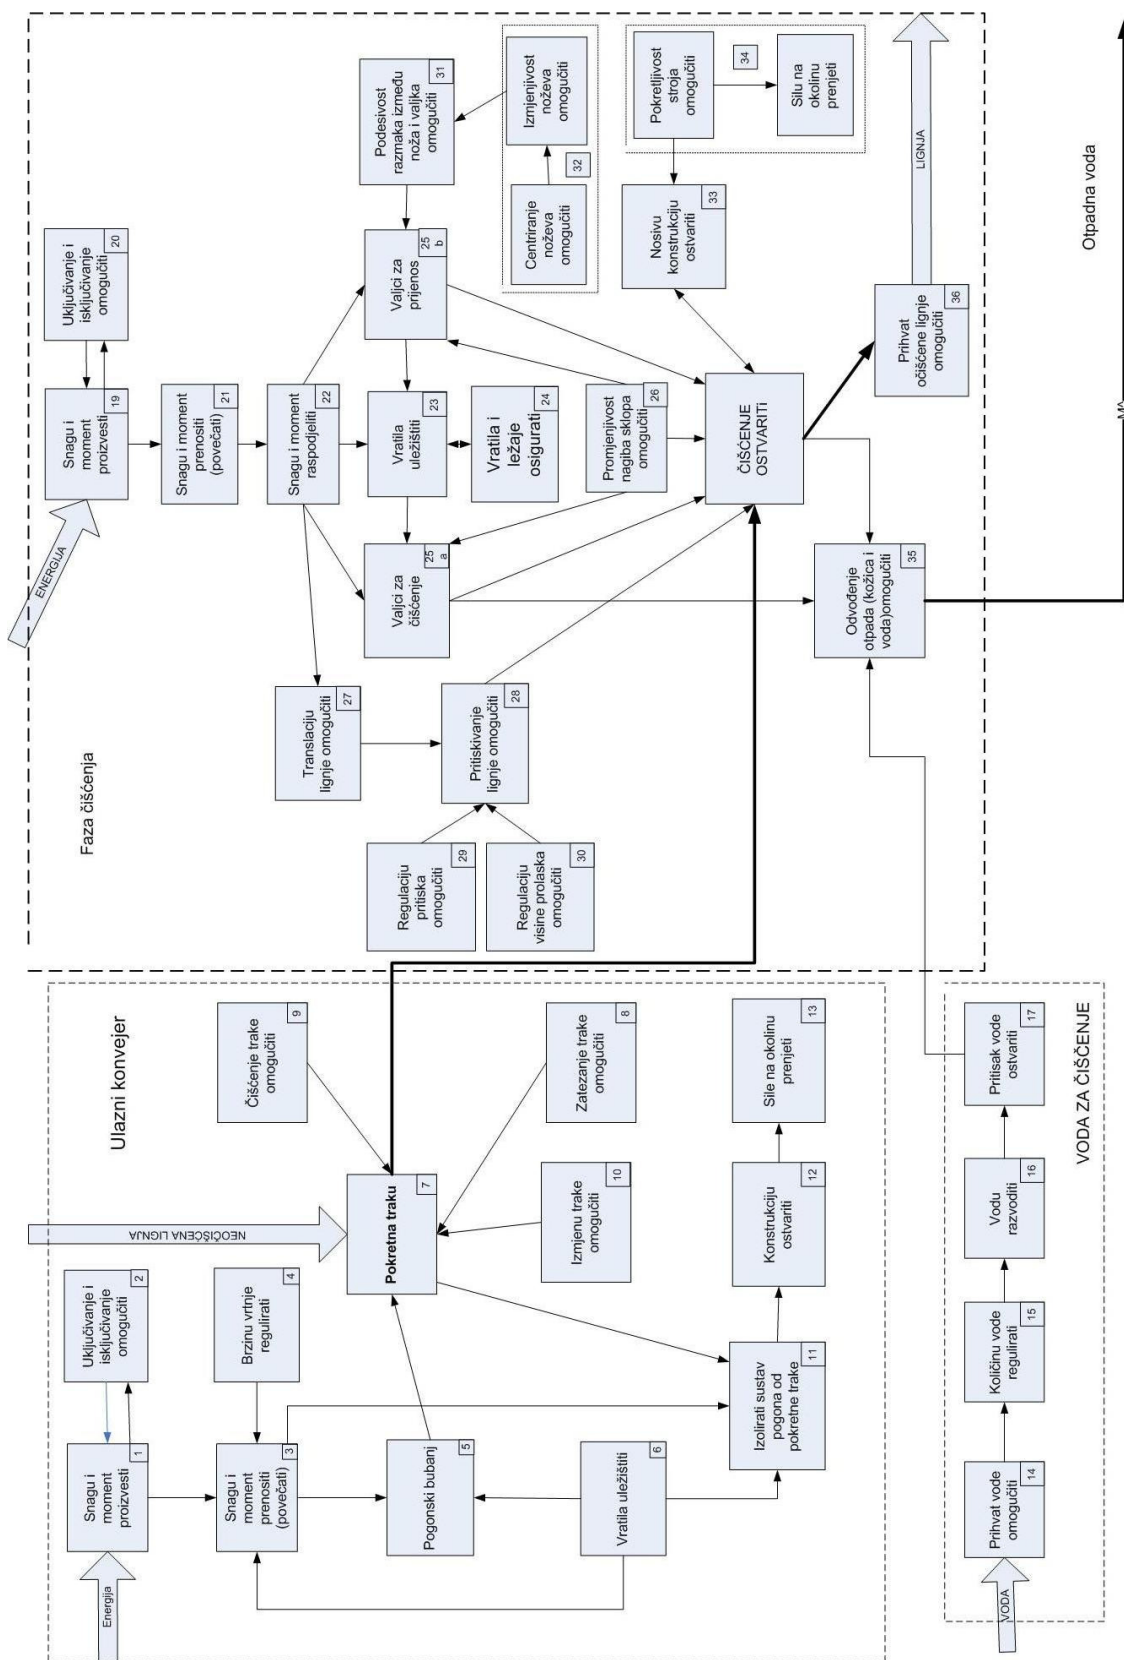 Ulazni konvejer
Energija
Snagu i
moment
proizvesti
1
Uključivanje i
isključivanje
omogućiti
2
Snagu i
moment
prenositi
(povečati)
3
Brzinu vrtnje
regulirati
4
Pogonski bubanj
5
Vratila uležištiti
6
NEOČIŠĆENA LIGNJA
Pokretna traku
7
Čišćenje trake
omogućiti
9
Zatezanje trake
omogućiti
8
Izmjenu trake
omogućiti
10
Izolirati sustav
pogona od
pokretne trake
11
Konstrukciju
ostvariti
12
Sile na okolinu
prenjeti
13
VODA ZA ČIŠĆENJE
VODA
Prihvat vode
omogućiti
14
Količinu vode
regulirati
15
Vodu
razvoditi
16
Pritisak vode
ostvariti
17
Faza čišćenja
ENERGIJA
Snagu i
moment
proizvesti
19
Uključivanje i
isključivanje
omogućiti
20
Snagu i moment
prenositi
(povečati)
21
Snagu i moment
raspodjeliti
22
Translaciju
lignje omogućiti
27
Pritiskivanje
lignje omogućiti
28
Regulaciju
pritiska
omogućiti
29
Regulaciju
visine prolaska
omogućiti
30
Valjci za
čišćenje
25
a
Vratila
uležištiti
23
Valjci za
prijenos
25
b
Vratila i
ležaje
osigurati
24
Promjenjivost
nagiba sklopa
omogućiti
26
Podesivost
razmaka između
noža i valjka
omogućiti
31
Centriranje
noževa
omogućiti
32
Izmjenjivost
noževa
omogućiti
ČIŠĆENJE
OSTVARITI
Nosivu
konstrukciju
ostvariti
33
Pokretljivost
stroja
omogućiti
34
Silu na
okolinu
prenjeti
Odvođenje
otpada (kožica i
voda)omogućiti
35
Prihvat
očišćene lignje
omogućiti
36
LIGNJA
Otpadna voda